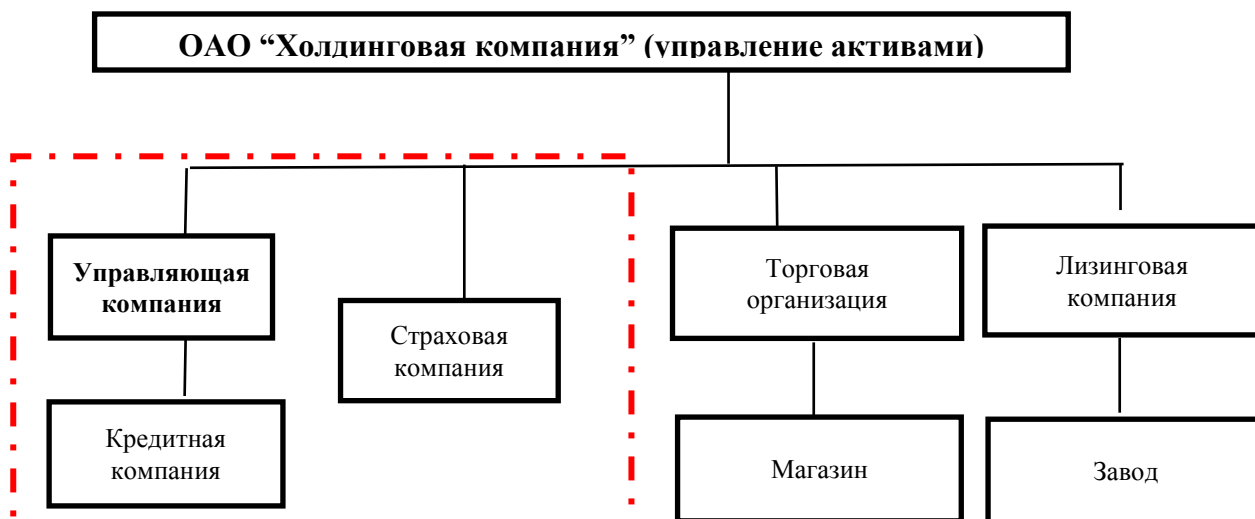 ОАО “Холдинговая компания” (управление активами)
Управляющая
компания
Страховая
компания
Торговая
организация
Лизинговая
компания
Кредитная
компания
Магазин
Завод